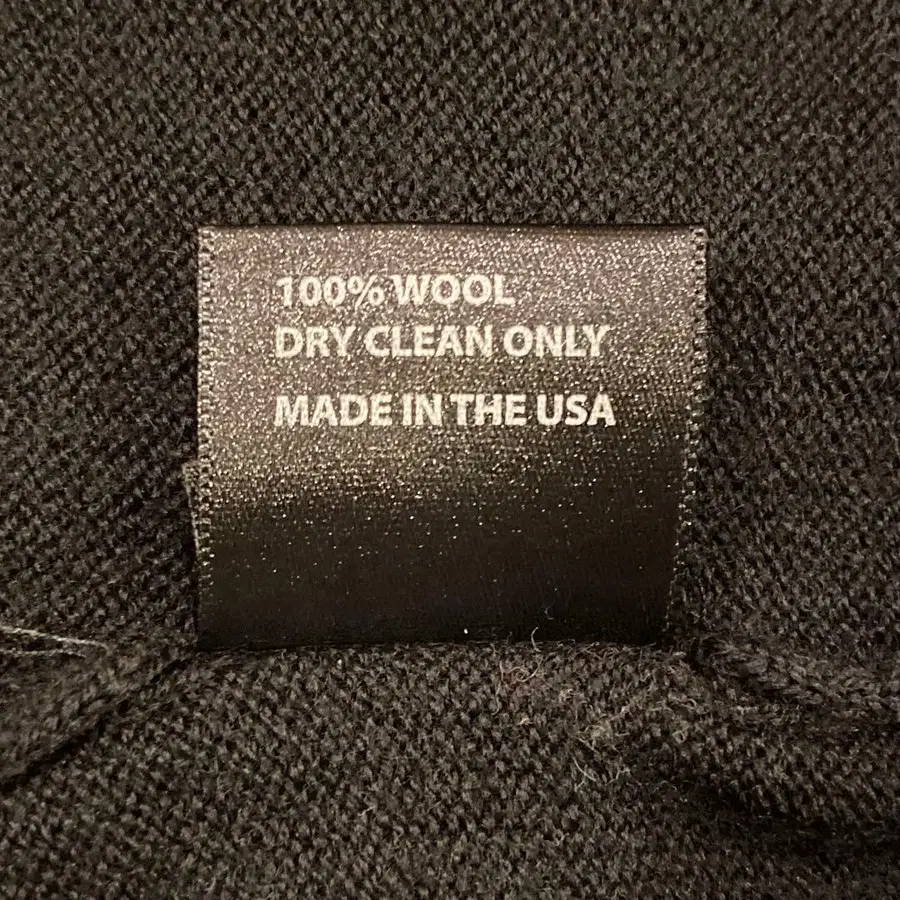 100% WOOL
DRY CLEAN ONLY
MADE IN THE USA